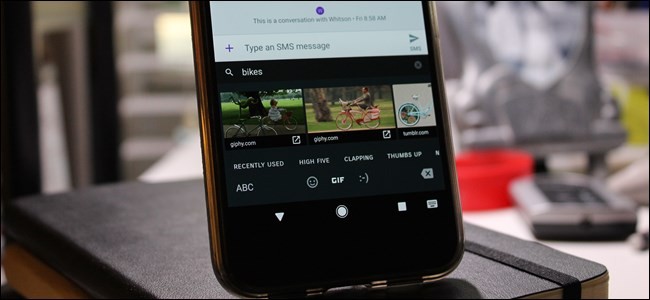 This is a conversation with Whitson • Fri 8:58 AM
+ Type an SMS message
SMS
bikes
giphy.com
giphy.com
tumblr.com
RECENTLY USED HIGH FIVE CLAPPING THUMBS UP N
ABC GIF :-)